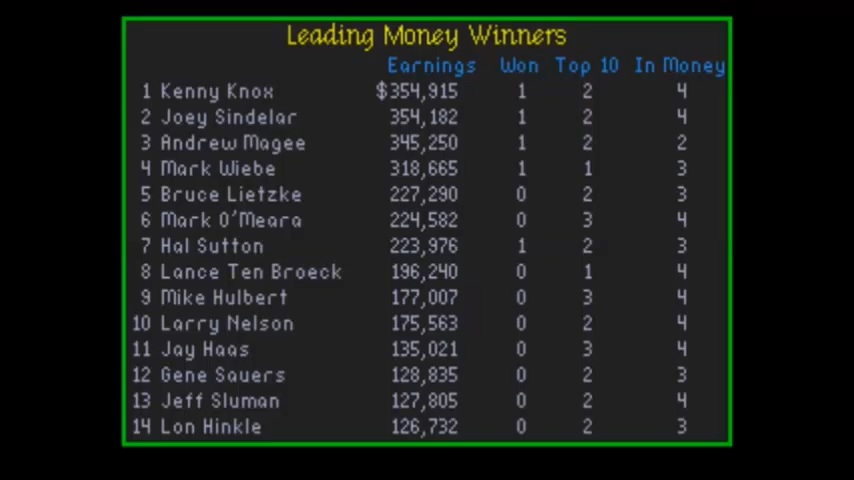 Leading Money Winners
Earnings Won Top 10 In Money
1 Kenny Knox $354,915 1 2 4
2 Joey Sindelar 354,182 1 2 4
3 Andrew Magee 345,250 1 2 2
4 Mark Wiebe 318,665 1 1 3
5 Bruce Lietzke 227,290 0 2 3
6 Mark O'Meara 224,582 0 3 4
7 Hal Sutton 223,976 1 2 3
8 Lance Ten Broeck 196,240 0 1 4
9 Mike Hulbert 177,007 0 3 4
10 Larry Nelson 175,563 0 2 4
11 Jay Haas 135,021 0 3 4
12 Gene Sauers 128,835 0 2 3
13 Jeff Sluman 127,805 0 2 4
14 Lon Hinkle 126,732 0 2 3